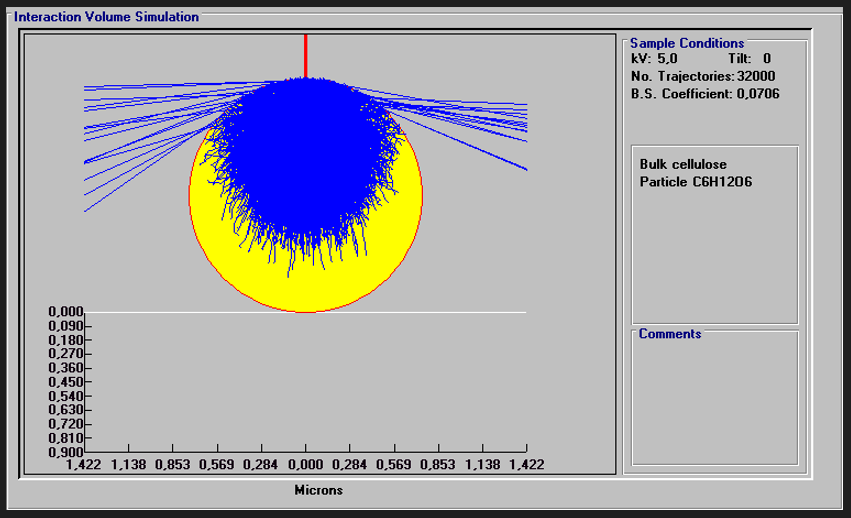 Interaction Volume Simulation
Sample Conditions
kV: 5,0 Tilt: 0
No. Trajectories: 32000
B.S. Coefficient: 0,0706
Bulk cellulose
Particle C6H12O6
Comments
0,000
0,090
0,180
0,270
0,360
0,450
0,540
0,630
0,720
0,810
0,900
1,422 1,138 0,853 0,569 0,284 0,000 0,284 0,569 0,853 1,138 1,422
Microns